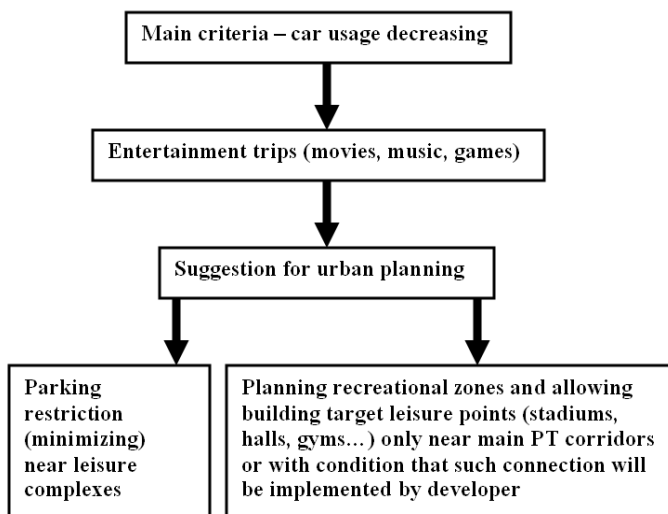 Main criteria – car usage decreasing
Entertainment trips (movies, music, games)
Suggestion for urban planning
Parking
restriction
(minimizing)
near leisure
complexes
Planning recreational zones and allowing
building target leisure points (stadiums,
halls, gyms…) only near main PT corridors
or with condition that such connection will
be implemented by developer